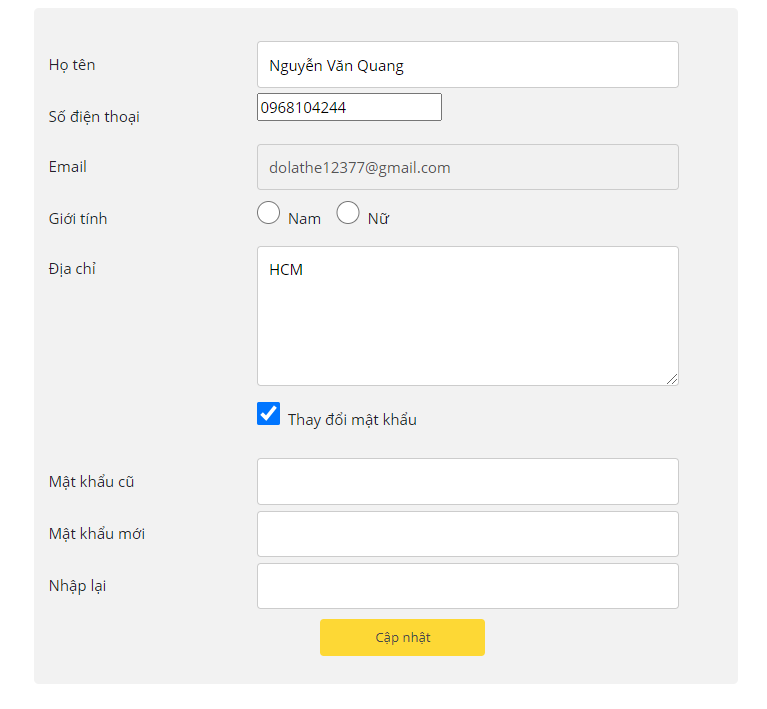 Họ tên
Nguyễn Văn Quang
Số điện thoại
0968104244
Email
dolathe12377@gmail.com
Giới tính
Nam
Nữ
Địa chỉ
HCM
Thay đổi mật khẩu
Mật khẩu cũ
Mật khẩu mới
Nhập lại
Cập nhật